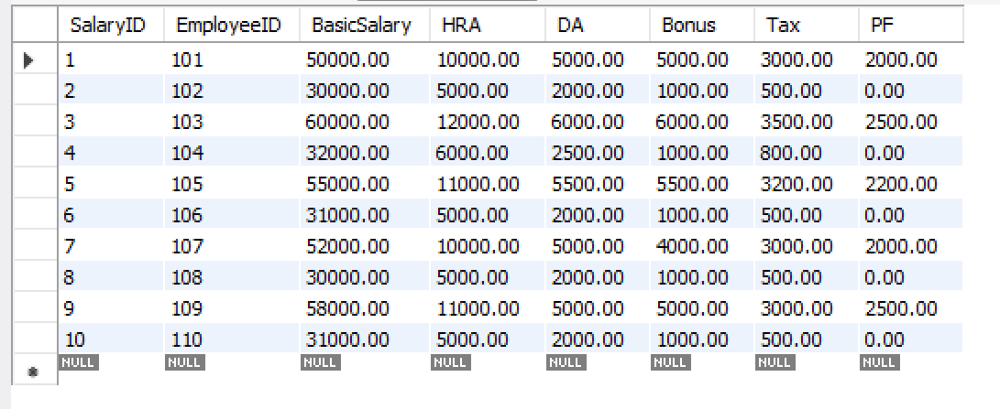 SalaryID EmployeeID BasicSalary HRA DA Bonus Tax PF
1 101 50000.00 10000.00 5000.00 5000.00 3000.00 2000.00
2 102 30000.00 5000.00 2000.00 1000.00 500.00 0.00
3 103 60000.00 12000.00 6000.00 6000.00 3500.00 2500.00
4 104 32000.00 6000.00 2500.00 1000.00 800.00 0.00
5 105 55000.00 11000.00 5500.00 5500.00 3200.00 2200.00
6 106 31000.00 5000.00 2000.00 1000.00 500.00 0.00
7 107 52000.00 10000.00 5000.00 4000.00 3000.00 2000.00
8 108 30000.00 5000.00 2000.00 1000.00 500.00 0.00
9 109 58000.00 11000.00 5000.00 5000.00 3000.00 2500.00
10 110 31000.00 5000.00 2000.00 1000.00 500.00 0.00
NULL NULL NULL NULL NULL NULL NULL NULL